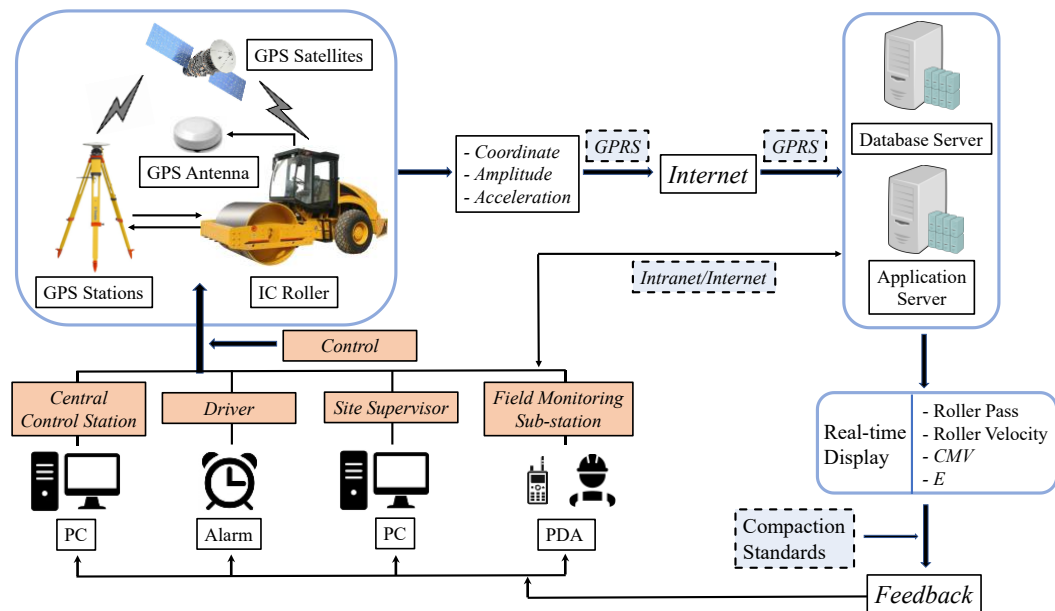 GPS Satellites
GPS Antenna
GPS Stations
IC Roller
- Coordinate
- Amplitude
- Acceleration
GPRS
Internet
GPRS
Database Server
Application
Server
Intranet/Internet
Control
Central
Control Station
Driver
Site Supervisor
Field Monitoring
Sub-station
PC
Alarm
PC
PDA
Real-time
Display
- Roller Pass
- Roller Velocity
- CMV
- E
Compaction
Standards
Feedback